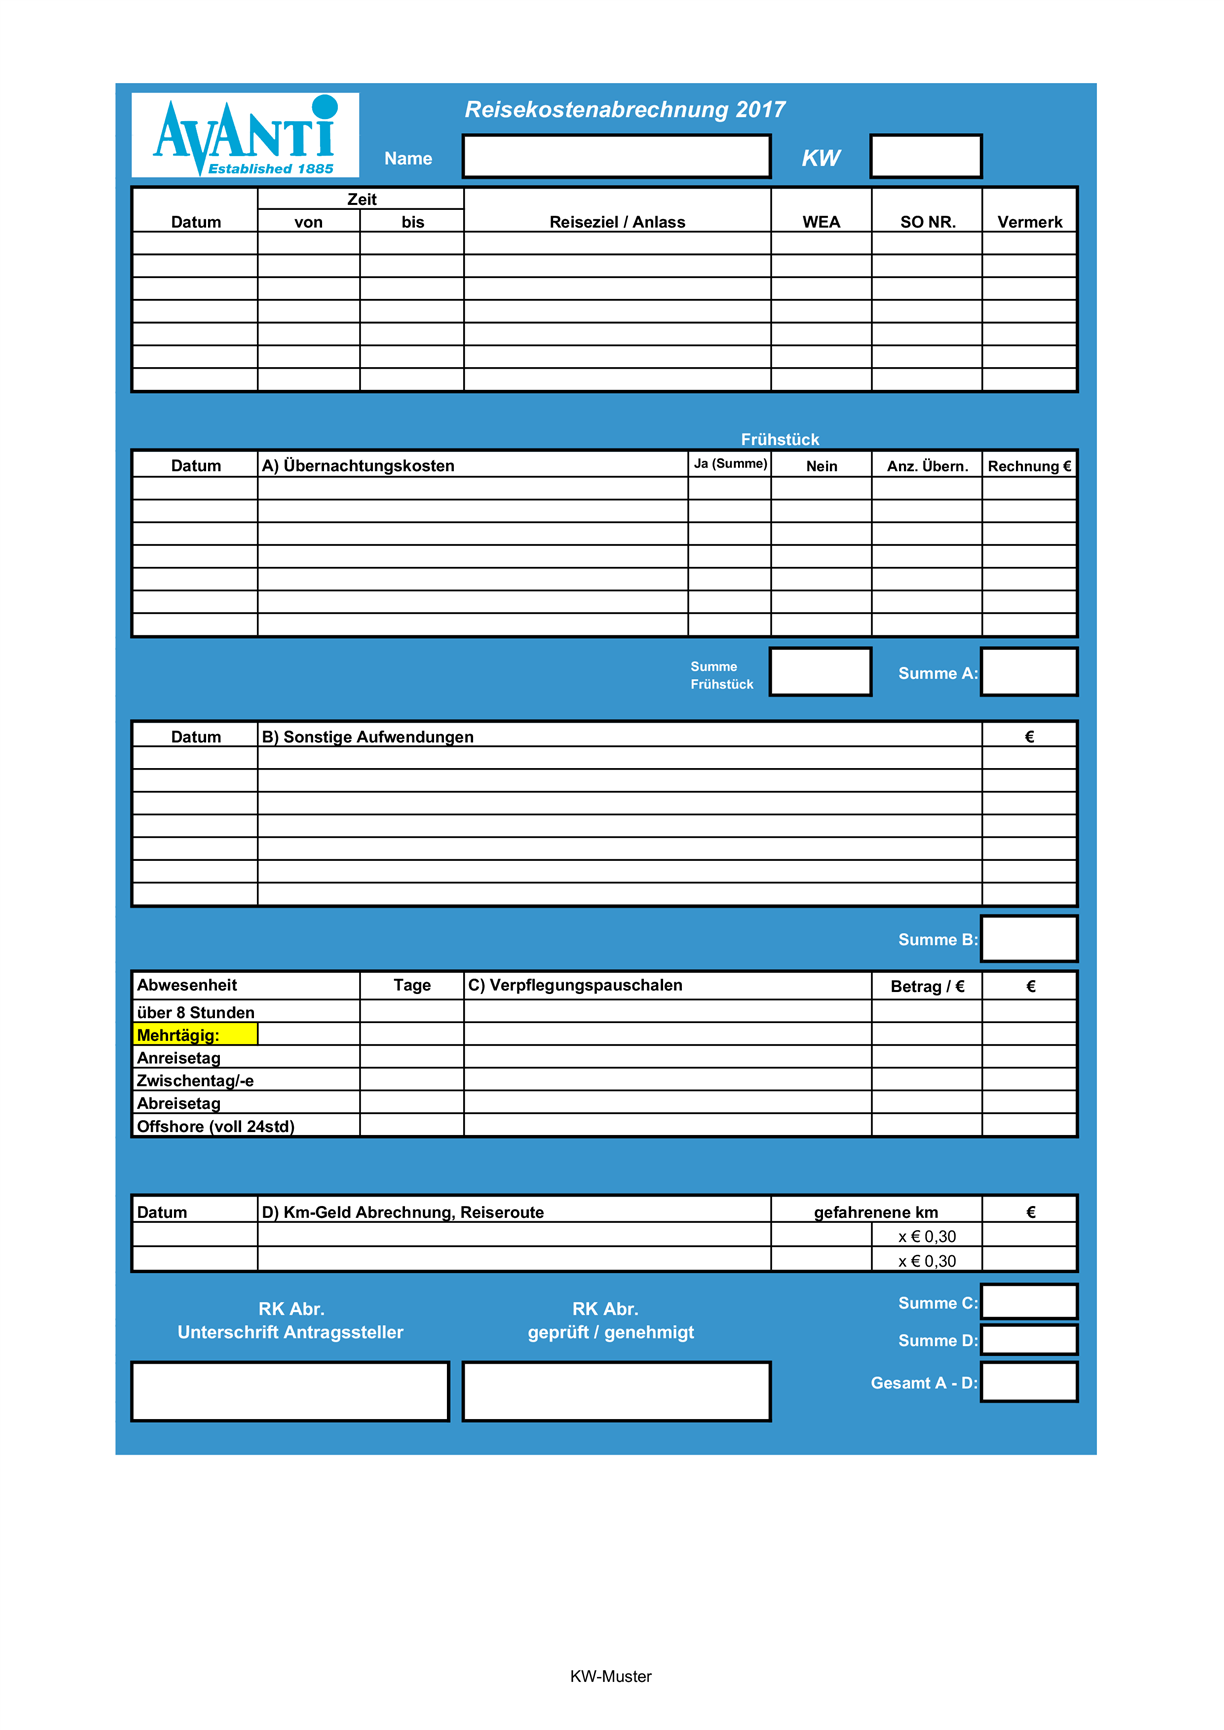 AVANTI
Established 1885
Reisekostenabrechnung 2017
Name
KW
Zeit
Datum von bis Reiseziel / Anlass WEA SO NR. Vermerk
Frühstück
Datum A) Übernachtungskosten Ja (Summe) Nein Anz. Übern. Rechnung €
Summe
Frühstück
Summe A:
Datum B) Sonstige Aufwendungen €
Summe B:
Abwesenheit Tage C) Verpflegungspauschalen Betrag / € €
über 8 Stunden
Mehrtägig:
Anreisetag
Zwischentag/-e
Abreisetag
Offshore (voll 24std)
Datum D) Km-Geld Abrechnung, Reiseroute gefahrenene km €
x € 0,30
x € 0,30
Summe C:
RK Abr.
Unterschrift Antragssteller
RK Abr.
geprüft / genehmigt
Summe D:
Gesamt A - D:
KW-Muster